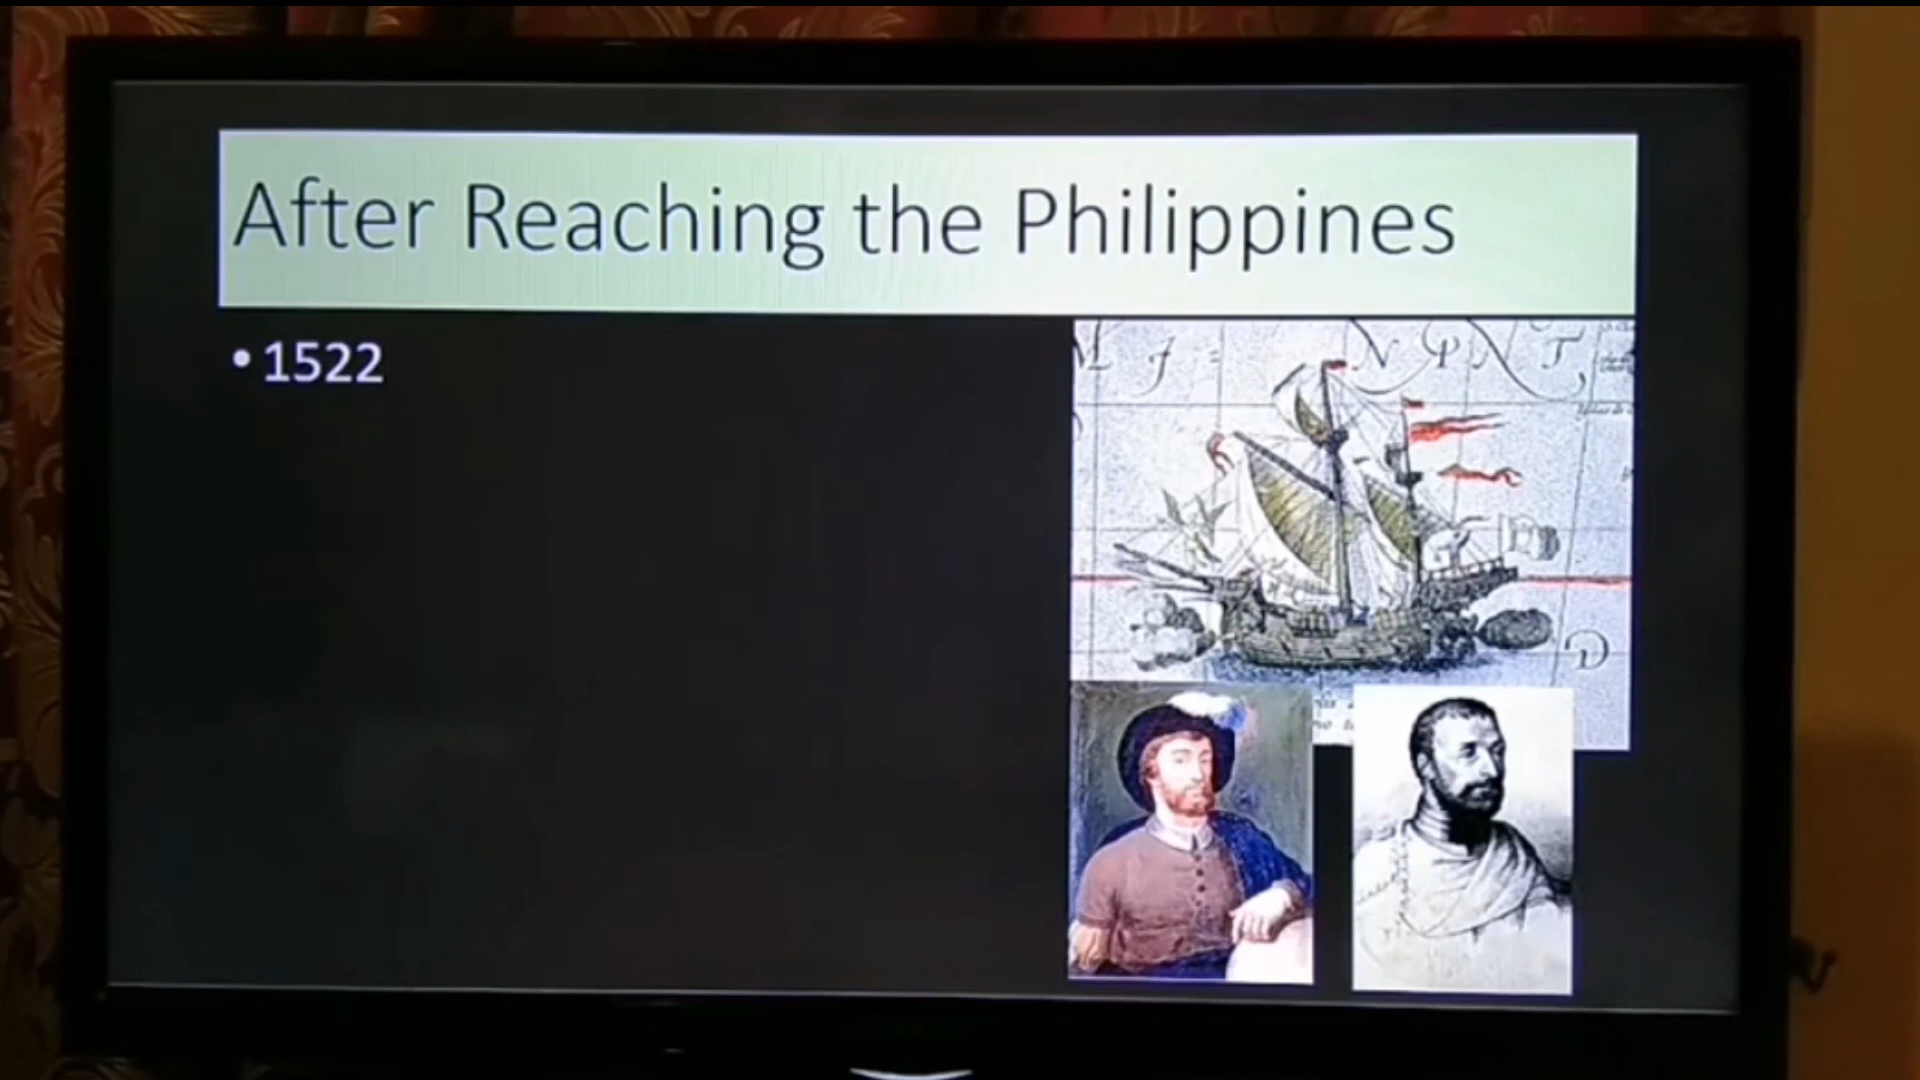 After Reaching the Philippines
• 1522